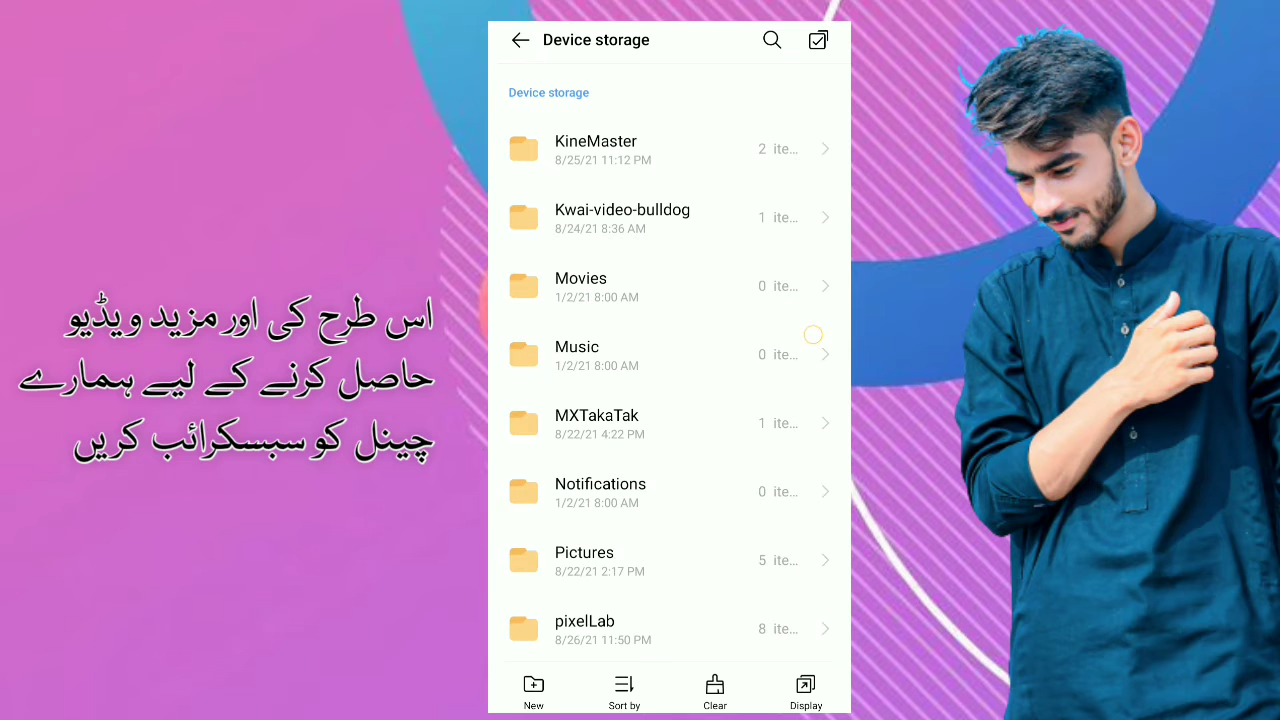 اس طرح کی اور مزید ویڈیو
حاصل کرنے کے لیے ہمارے
چینل کو سبسکرائب کریں
Device storage
Device storage
KineMaster
8/25/21 11:12 PM
2 ite...
Kwai-video-bulldog
8/24/21 8:36 AM
1 ite...
Movies
1/2/21 8:00 AM
0 ite...
Music
1/2/21 8:00 AM
0 ite...
MXTakaTak
8/22/21 4:22 PM
1 ite...
Notifications
1/2/21 8:00 AM
0 ite...
Pictures
8/22/21 2:17 PM
5 ite...
pixelLab
8/26/21 11:50 PM
8 ite...
New
Sort by
Clear
Display